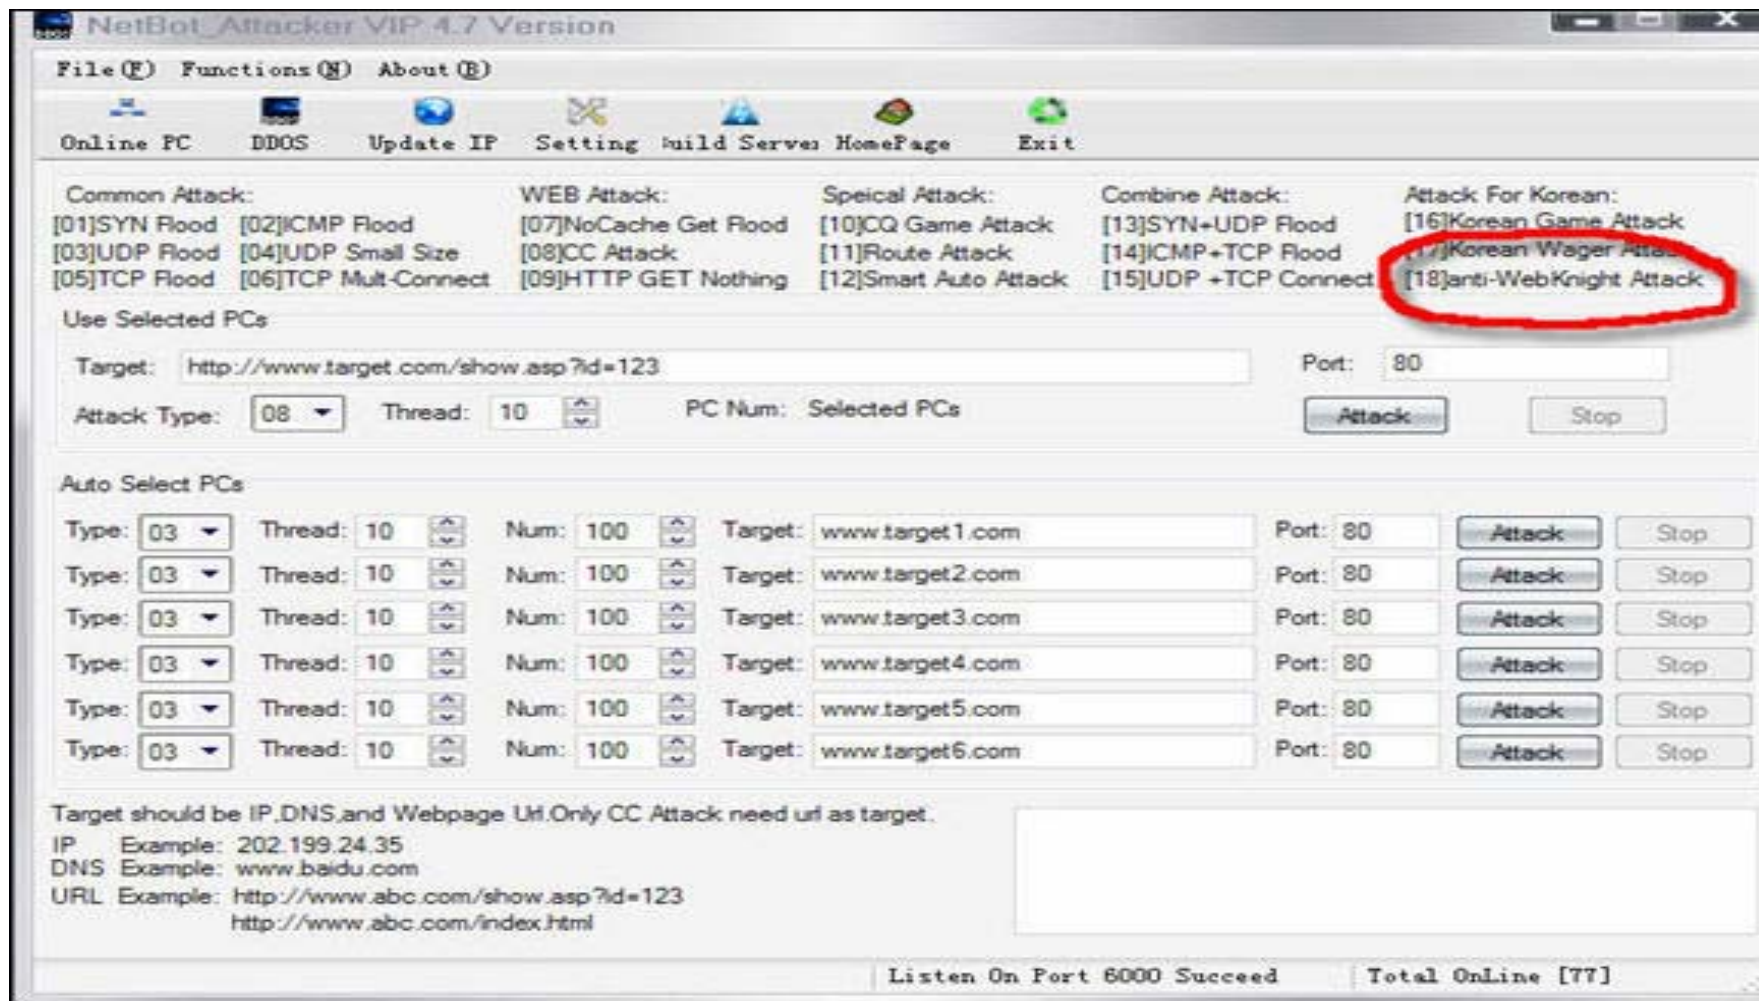 NetBot_Attacker VIP 4.7 Version
File(F) Functions(N) About(B)
Online PC DDOS Update IP Setting Build Server HomePage Exit
Common Attack: WEB Attack: Speical Attack: Combine Attack: Attack For Korean:
[01]SYN Flood [02]ICMP Flood [07]NoCache Get Flood [10]CQ Game Attack [13]SYN+UDP Flood [16]Korean Game Attack
[03]UDP Flood [04]UDP Small Size [08]CC Attack [11]Route Attack [14]ICMP+TCP Flood [17]Korean Wager Attack
[05]TCP Flood [06]TCP Mult-Connect [09]HTTP GET Nothing [12]Smart Auto Attack [15]UDP +TCP Connect [18]anti-WebKnight Attack
Use Selected PCs
Target: http://www.target.com/show.asp?id=123 Port: 80
Attack Type: 08 Thread: 10 PC Num: Selected PCs Attack Stop
Auto Select PCs
Type: 03 Thread: 10 Num: 100 Target: www.target1.com Port: 80 Attack Stop
Type: 03 Thread: 10 Num: 100 Target: www.target2.com Port: 80 Attack Stop
Type: 03 Thread: 10 Num: 100 Target: www.target3.com Port: 80 Attack Stop
Type: 03 Thread: 10 Num: 100 Target: www.target4.com Port: 80 Attack Stop
Type: 03 Thread: 10 Num: 100 Target: www.target5.com Port: 80 Attack Stop
Type: 03 Thread: 10 Num: 100 Target: www.target6.com Port: 80 Attack Stop
Target should be IP,DNS,and Webpage Url.Only CC Attack need url as target.
IP Example: 202.199.24.35
DNS Example: www.baidu.com
URL Example: http://www.abc.com/show.asp?id=123
http://www.abc.com/index.html
Listen On Port 6000 Succeed Total OnLine [77]